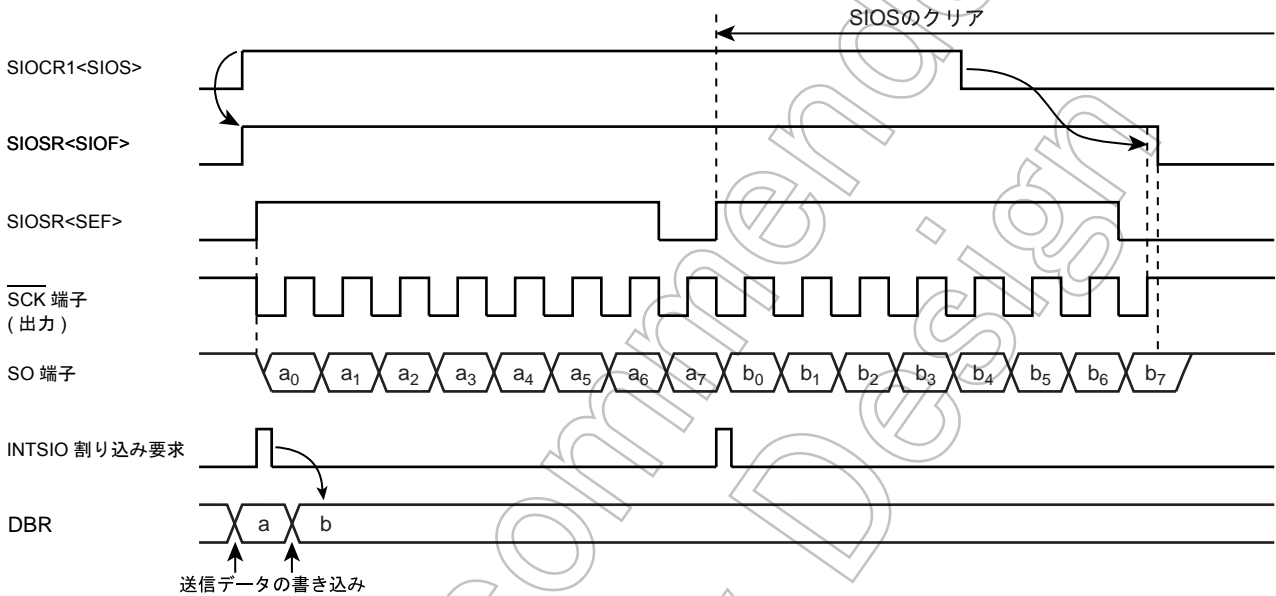 SIOSのクリア
SIOCR1<SIOS>
SIOSR<SIOF>
SIOSR<SEF>
SCK 端子
( 出力 )
SO 端子
a0 a1 a2 a3 a4 a5 a6 a7 b0 b1 b2 b3 b4 b5 b6 b7
INTSIO 割り込み要求
DBR
a b
送信データの書き込み
commend
Design